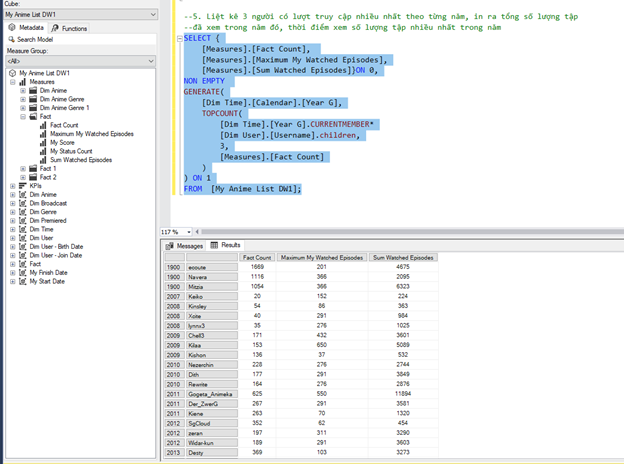 Cube:
My Anime List DW1
Metadata Functions
Search Model
Measure Group:
<All>
My Anime List DW1
Measures
Dim Anime
Dim Anime Genre
Dim Anime Genre 1
Fact
Fact Count
Maximum My Watched Episodes
My Score
My Status Count
Sum Watched Episodes
Fact 1
Fact 2
KPIs
Dim Anime
Dim Broadcast
Dim Genre
Dim Premiered
Dim Time
Dim User
Dim User - Birth Date
Dim User - Join Date
Fact
My Finish Date
My Start Date
--5. Liệt kê 3 người có lượt truy cập nhiều nhất theo từng năm, in ra tổng số lượng tập
--đã xem trong năm đó, thời điểm xem số lượng tập nhiều nhất trong năm
SELECT {
[Measures].[Fact Count],
[Measures].[Maximum My Watched Episodes],
[Measures].[Sum Watched Episodes]}ON 0,
NON EMPTY
GENERATE(
[Dim Time].[Calendar].[Year G],
TOPCOUNT(
[Dim Time].[Year G].CURRENTMEMBER*
[Dim User].[Username].children,
3,
[Measures].[Fact Count]
)
) ON 1
FROM [My Anime List DW1];
117 %
Messages Results
Fact Count Maximum My Watched Episodes Sum Watched Episodes
1900 ecoute 1669 201 4675
1900 Navera 1116 366 2095
1900 Mitzia 1054 366 6323
2007 Keiko 20 152 224
2008 Kinsley 54 86 363
2008 Xoite 40 291 984
2008 lynnx3 35 276 1025
2009 Chell3 171 432 3601
2009 Kilaa 153 650 5089
2009 Kishon 136 37 532
2010 Nezerohin 228 276 2744
2010 Dith 177 291 3849
2010 Rewrite 164 276 2876
2011 Gogeta_Animeka 625 550 11894
2011 Der_ZwerG 267 291 3581
2011 Kiene 263 70 1320
2012 SgCloud 352 62 454
2012 zeran 197 311 3290
2012 Widar-kun 189 291 3603
2013 Desty 369 103 3273